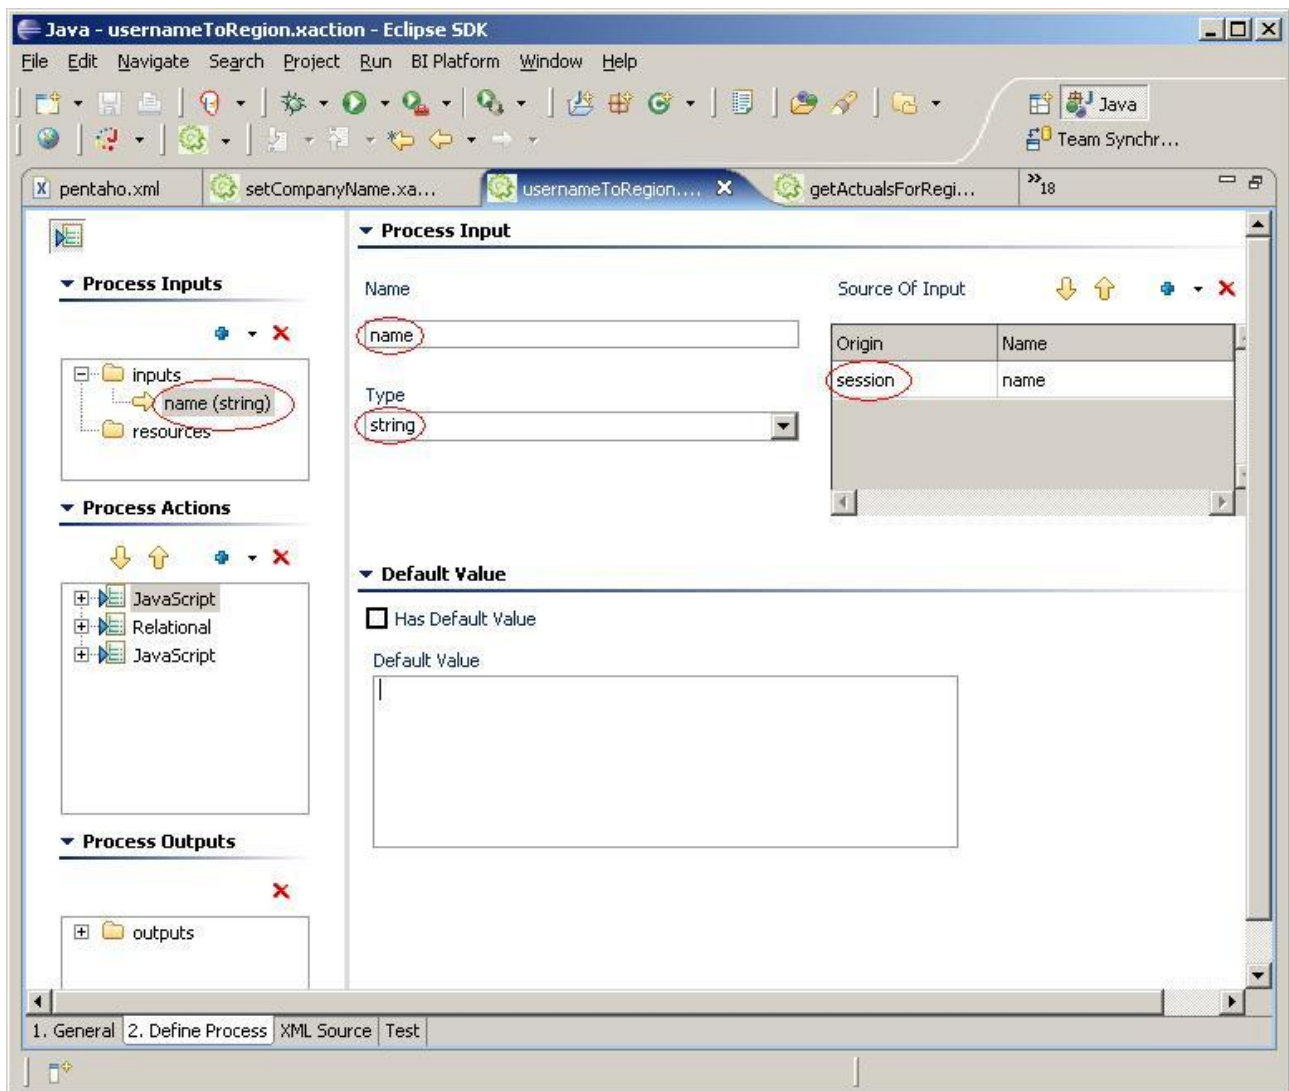 Java - usernameToRegion.xaction - Eclipse SDK
File Edit Navigate Search Project Run BI Platform Window Help
Java
Team Synchr...
pentaho.xml setCompanyName.xa... usernameToRegion.... getActualsForRegi... »18
Process Input
Process Inputs
Name
Source Of Input
name
Origin Name
inputs
session name
name (string)
Type
resources
string
Process Actions
Default Value
JavaScript
Has Default Value
Relational
JavaScript
Default Value
Process Outputs
outputs
1. General 2. Define Process XML Source Test